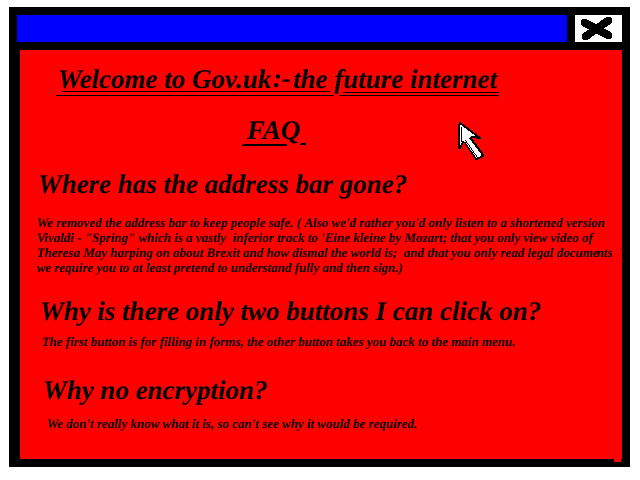 Welcome to Gov.uk:-the future internet
FAQ
Where has the address bar gone?
We removed the address bar to keep people safe. ( Also we'd rather you'd only listen to a shortened version
Vivaldi - "Spring" which is a vastly inferior track to 'Eine kleine by Mozart; that you only view video of
Theresa May harping on about Brexit and how dismal the world is; and that you only read legal documents
we require you to at least pretend to understand fully and then sign.)
Why is there only two buttons I can click on?
The first button is for filling in forms, the other button takes you back to the main menu.
Why no encryption?
We don't really know what it is, so can't see why it would be required.